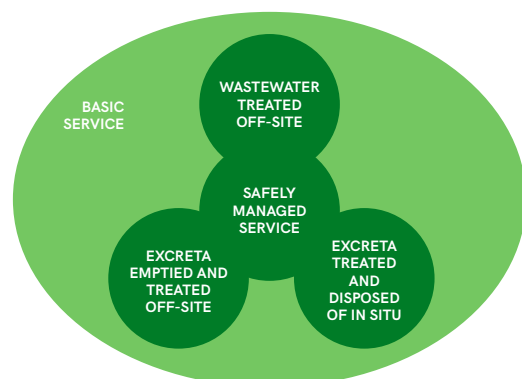 WASTEWATER
TREATED
OFF-SITE
BASIC
SERVICE
SAFELY
MANAGED
SERVICE
EXCRETA
EMPTIED AND
TREATED
OFF-SITE
EXCRETA
TREATED
AND
DISPOSED
OF IN SITU